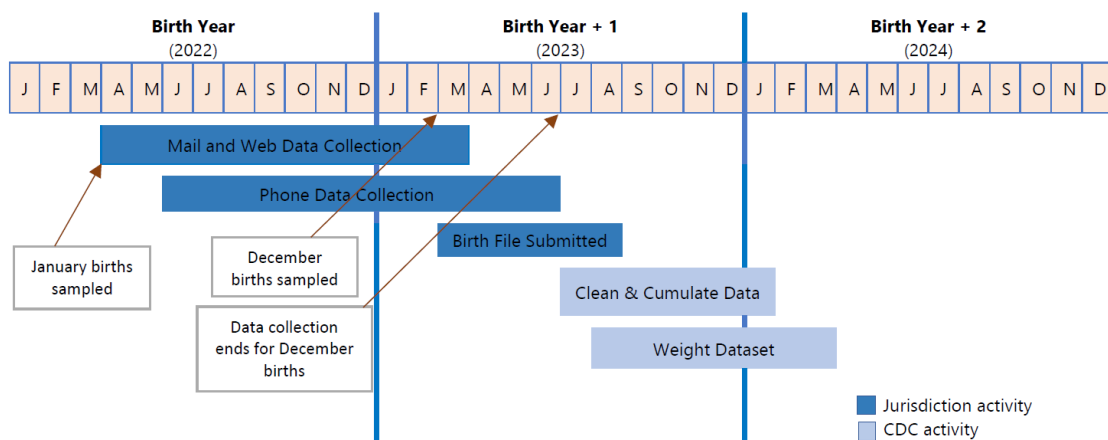 Birth Year
(2022)
Birth Year + 1
(2023)
Birth Year + 2
(2024)
J F M A M J J A S O N D J F M A M J J A S O N D J F M A M J J A S O N D
Mail and Web Data Collection
Phone Data Collection
Birth File Submitted
January births
sampled
December
births sampled
Clean & Cumulate Data
Data collection
ends for December
births
Weight Dataset
Jurisdiction activity
CDC activity